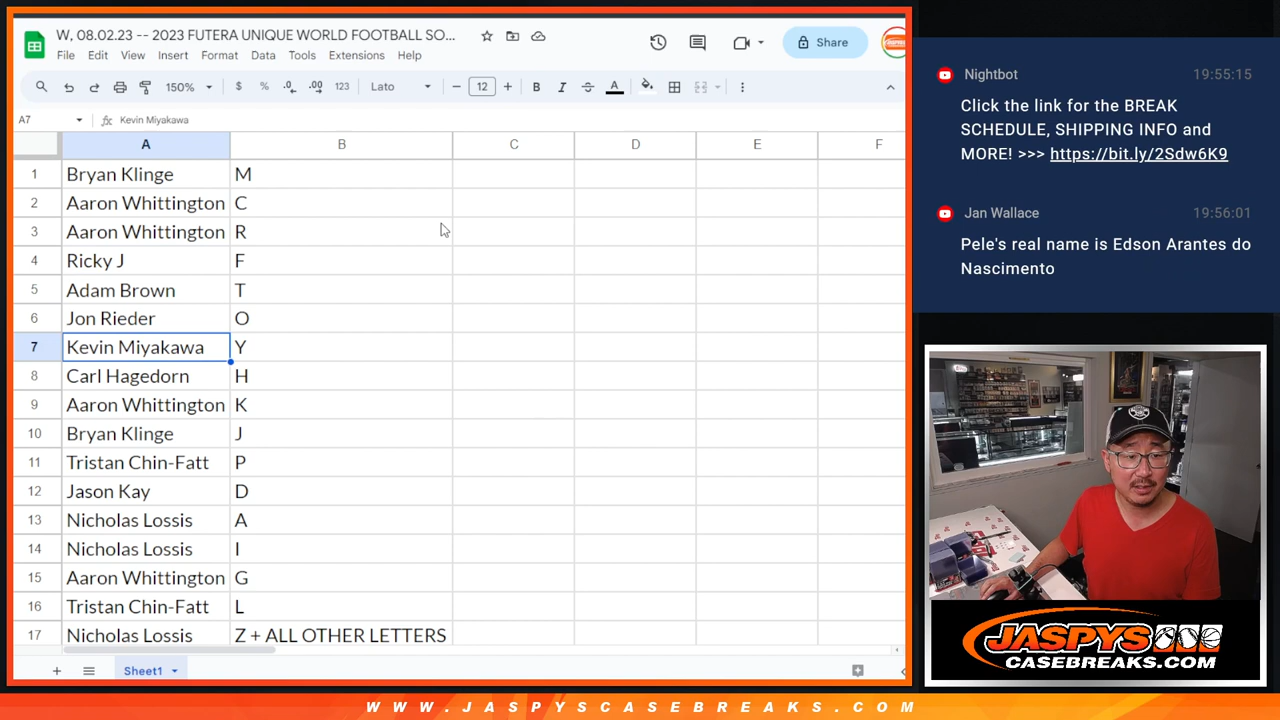 W, 08.02.23 -- 2023 FUTERA UNIQUE WORLD FOOTBALL SO...
File Edit View Insert Format Data Tools Extensions Help
Share
150% $ % .0 .00 123 Lato 12 B I A
A7 fx Kevin Miyakawa
A B C D E F
1 Bryan Klinge M
2 Aaron Whittington C
3 Aaron Whittington R
4 Ricky J F
5 Adam Brown T
6 Jon Rieder O
7 Kevin Miyakawa Y
8 Carl Hagedorn H
9 Aaron Whittington K
10 Bryan Klinge J
11 Tristan Chin-Fatt P
12 Jason Kay D
13 Nicholas Lossis A
14 Nicholas Lossis I
15 Aaron Whittington G
16 Tristan Chin-Fatt L
17 Nicholas Lossis Z + ALL OTHER LETTERS
Sheet1
Nightbot 19:55:15
Click the link for the BREAK
SCHEDULE, SHIPPING INFO and
MORE! >>> https://bit.ly/2Sdw6K9
Jan Wallace 19:56:01
Pele's real name is Edson Arantes do
Nascimento
JASPYS
CASEBREAKS.COM
WWW.JASPYSCASEBREAKS.COM